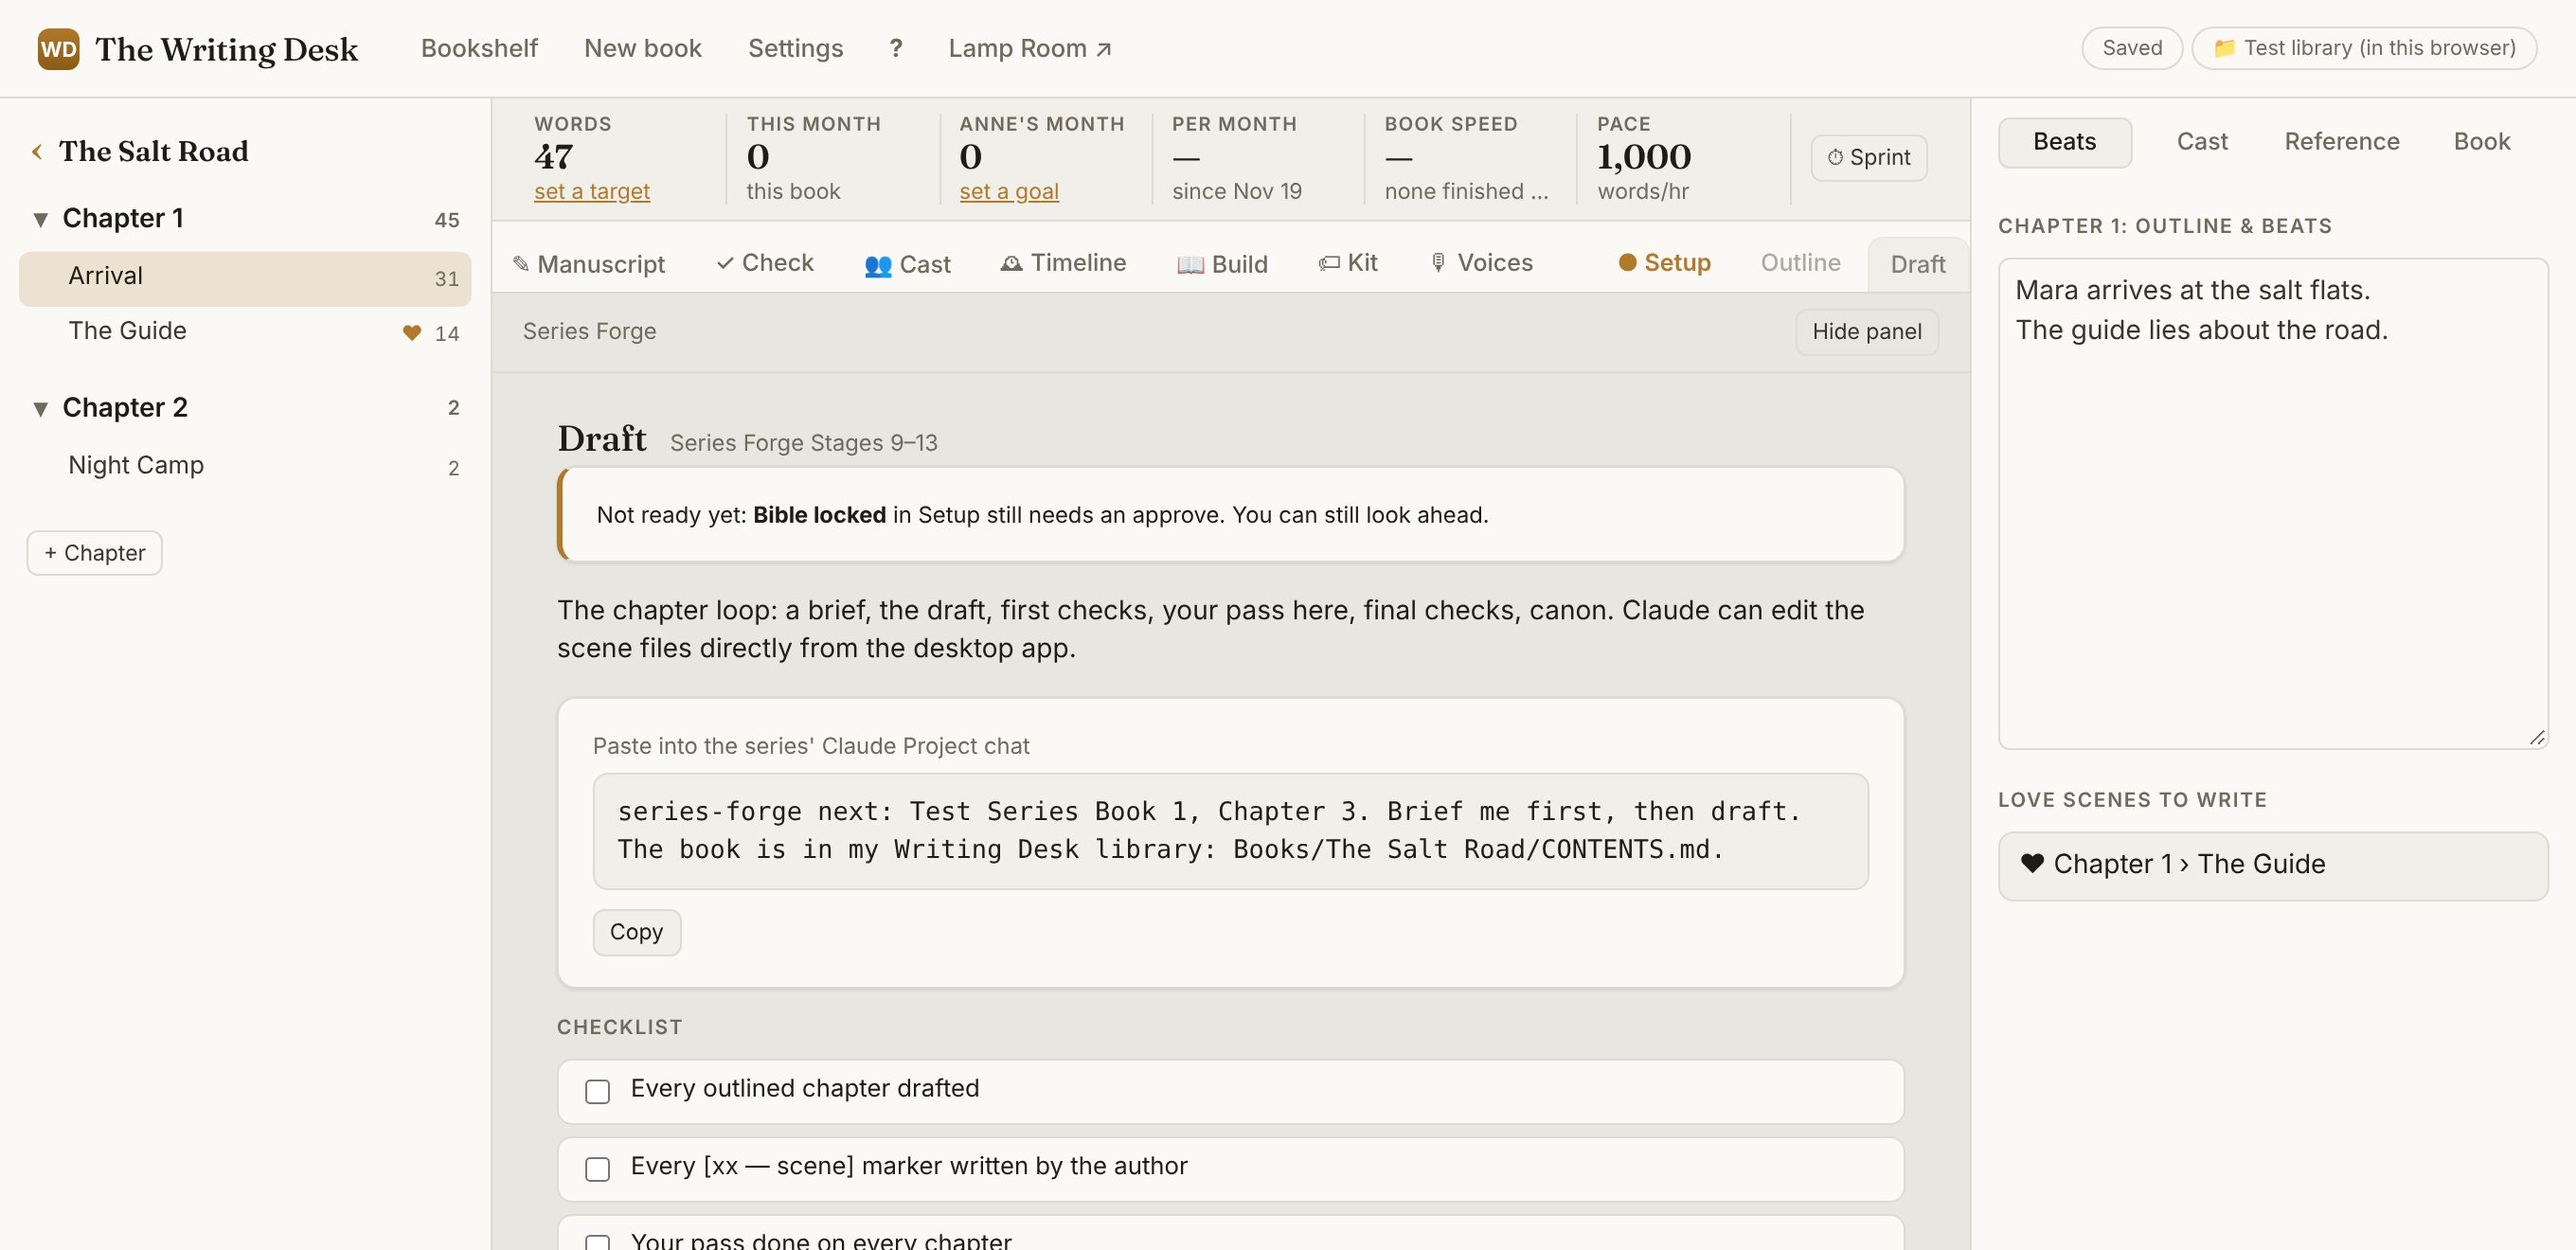 WD The Writing Desk Bookshelf New book Settings ? Lamp Room ↗ Saved 📁 Test library (in this browser)
‹ The Salt Road
▼ Chapter 1 45
Arrival 31
The Guide ♥ 14
▼ Chapter 2 2
Night Camp 2
+ Chapter
WORDS
47
set a target
THIS MONTH
0
this book
ANNE'S MONTH
0
set a goal
PER MONTH
—
since Nov 19
BOOK SPEED
—
none finished ...
PACE
1,000
words/hr
⏱ Sprint
✎ Manuscript ✓ Check 👥 Cast 🕰 Timeline 📖 Build 🏷 Kit 🎙 Voices ● Setup Outline Draft
Series Forge Hide panel
Draft Series Forge Stages 9–13
Not ready yet: Bible locked in Setup still needs an approve. You can still look ahead.
The chapter loop: a brief, the draft, first checks, your pass here, final checks, canon. Claude can edit the
scene files directly from the desktop app.
Paste into the series' Claude Project chat
series-forge next: Test Series Book 1, Chapter 3. Brief me first, then draft.
The book is in my Writing Desk library: Books/The Salt Road/CONTENTS.md.
Copy
CHECKLIST
Every outlined chapter drafted
Every [xx — scene] marker written by the author
Your pass done on every chapter
Beats Cast Reference Book
CHAPTER 1: OUTLINE & BEATS
Mara arrives at the salt flats.
The guide lies about the road.
LOVE SCENES TO WRITE
♥ Chapter 1 › The Guide